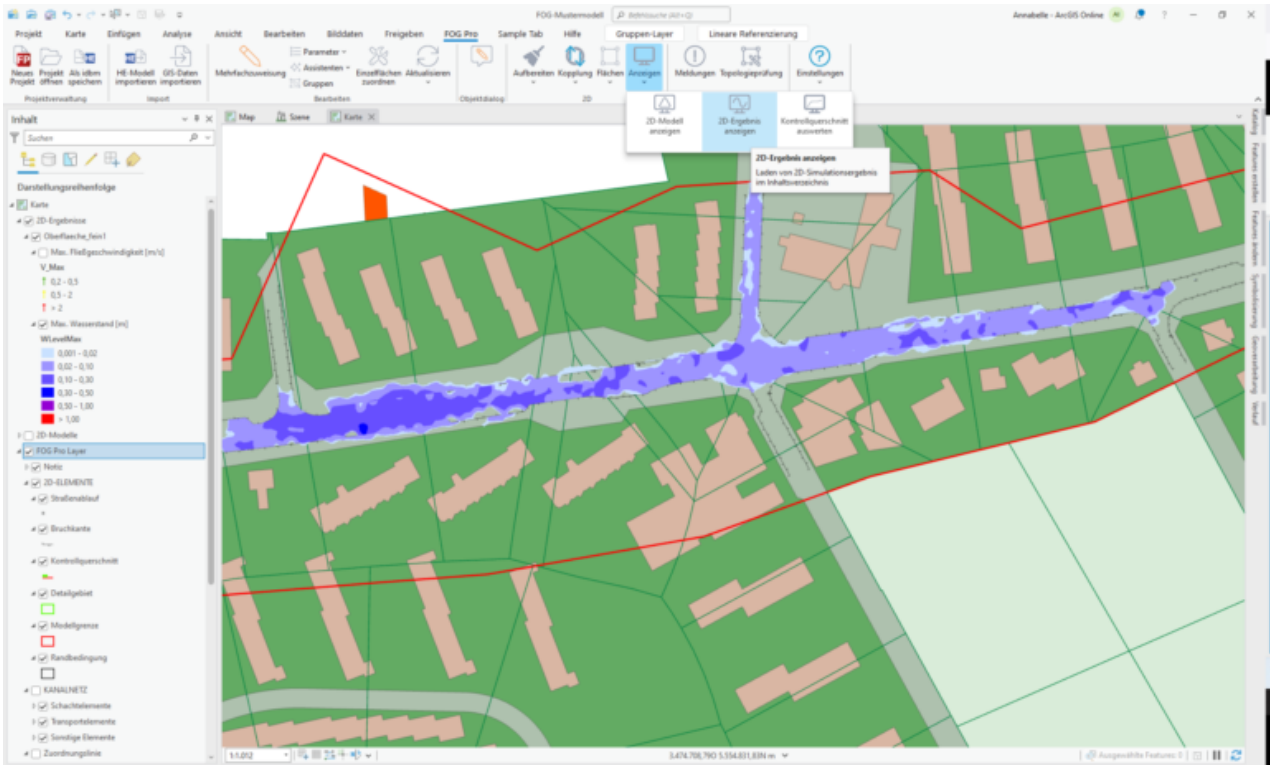 FOG-Mustermodell
Befehlssuche (Alt+Q)
Annabelle - ArcGIS Online
?
Projekt Karte Einfügen Analyse Ansicht Bearbeiten Bilddaten Freigeben FOG Pro Sample Tab Hilfe Gruppen-Layer Lineare Referenzierung
Neues Projekt
Projekt öffnen
Als idbm speichern
HE-Modell importieren
GIS-Daten importieren
Mehrfachzuweisung
Parameter
Assistenten
Gruppen
Einzelflächen zuordnen
Aktualisieren
Aufbereiten
Kopplung
Flächen
Anzeigen
Meldungen
Topologieprüfung
Einstellungen
Projektverwaltung Import Bearbeiten Objektdialog 2D
2D-Modell anzeigen
2D-Ergebnis anzeigen
Kontrollquerschnitt auswerten
2D-Ergebnis anzeigen
Laden von 2D-Simulationsergebnis
im Inhaltsverzeichnis
Inhalt
Map Szene Karte
Suchen
Darstellungsreihenfolge
Karte
2D-Ergebnisse
Oberflaeche_fein1
Max. Fließgeschwindigkeit [m/s]
V_Max
0,2 - 0,5
0,5 - 2
> 2
Max. Wasserstand [m]
WLevelMax
0,001 - 0,02
0,02 - 0,10
0,10 - 0,30
0,30 - 0,50
0,50 - 1,00
> 1,00
2D-Modelle
FOG Pro Layer
Notiz
2D-ELEMENTE
Straßenablauf
Bruchkante
Kontrollquerschnitt
Detailgebiet
Modellgrenze
Randbedingung
KANALNETZ
Schachtelemente
Transportelemente
Sonstige Elemente
Zuordnungslinie
Katalog
Features erstellen
Features ändern
Symbolisierung
Geoverarbeitung
Verlauf
1:1.012
3.474.798,79O 5.554.831,83N m
Ausgewählte Features: 0